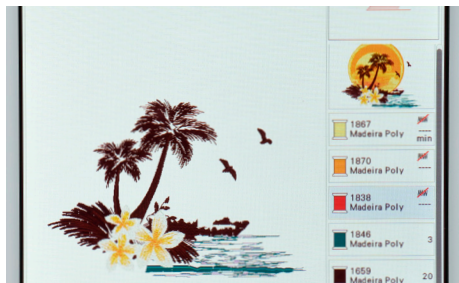 1867
Madeira Poly
----
min
1870
Madeira Poly
----
1838
Madeira Poly
----
1846
Madeira Poly
3
1659
Madeira Poly
20